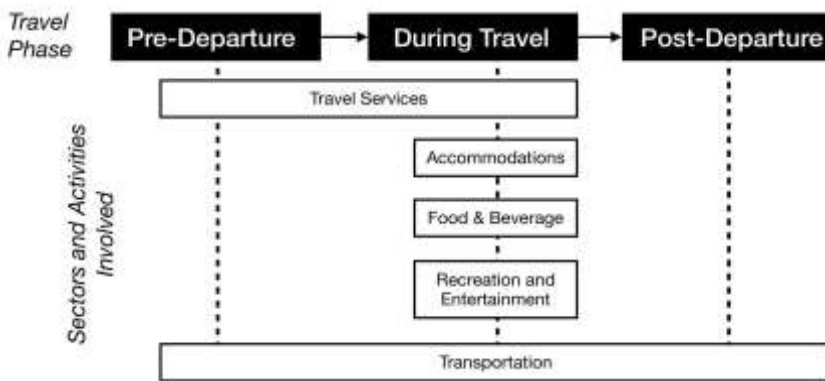 Travel
Phase
Pre-Departure
During Travel
Post-Departure
Sectors and Activities
Involved
Travel Services
Accommodations
Food & Beverage
Recreation and
Entertainment
Transportation